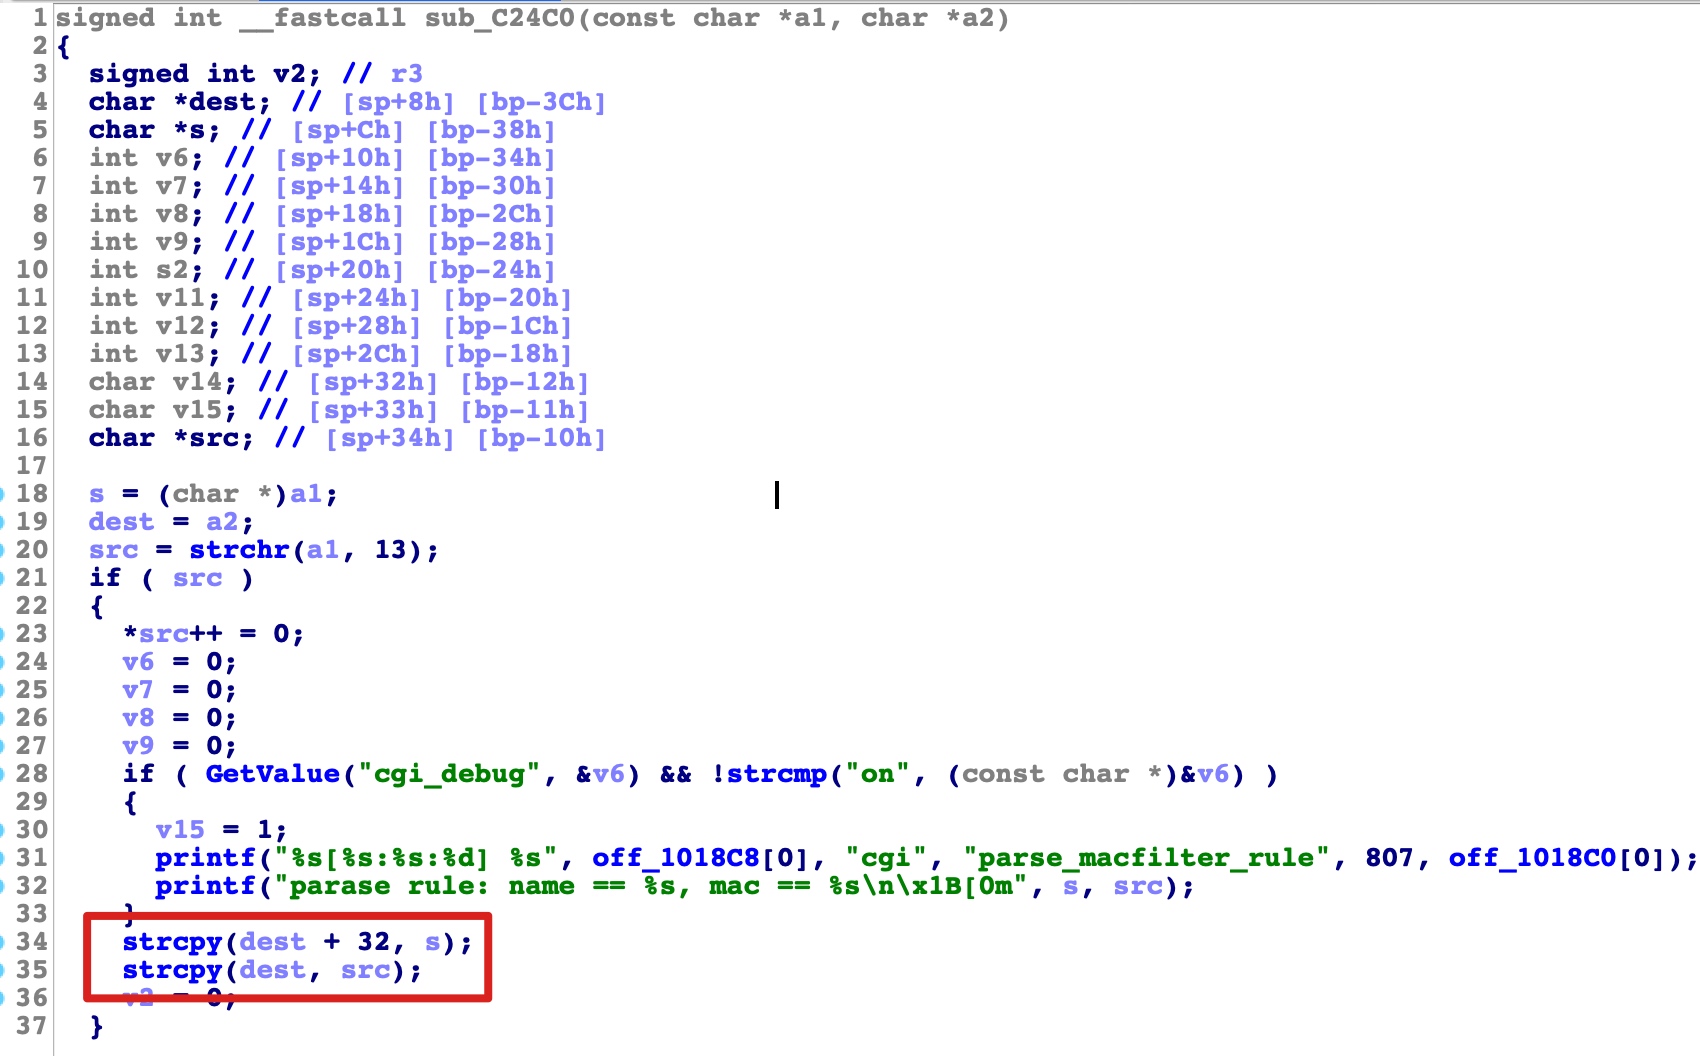 1 signed int __fastcall sub_C24C0(const char *a1, char *a2)
2 {
3 signed int v2; // r3
4 char *dest; // [sp+8h] [bp-3Ch]
5 char *s; // [sp+Ch] [bp-38h]
6 int v6; // [sp+10h] [bp-34h]
7 int v7; // [sp+14h] [bp-30h]
8 int v8; // [sp+18h] [bp-2Ch]
9 int v9; // [sp+1Ch] [bp-28h]
10 int s2; // [sp+20h] [bp-24h]
11 int v11; // [sp+24h] [bp-20h]
12 int v12; // [sp+28h] [bp-1Ch]
13 int v13; // [sp+2Ch] [bp-18h]
14 char v14; // [sp+32h] [bp-12h]
15 char v15; // [sp+33h] [bp-11h]
16 char *src; // [sp+34h] [bp-10h]
17
18 s = (char *)a1;
19 dest = a2;
20 src = strchr(a1, 13);
21 if ( src )
22 {
23 *src++ = 0;
24 v6 = 0;
25 v7 = 0;
26 v8 = 0;
27 v9 = 0;
28 if ( GetValue("cgi_debug", &v6) && !strcmp("on", (const char *)&v6) )
29 {
30 v15 = 1;
31 printf("%s[%s:%s:%d] %s", off_1018C8[0], "cgi", "parse_macfilter_rule", 807, off_1018C0[0]);
32 printf("parase rule: name == %s, mac == %s\n\x1B[0m", s, src);
33 }
34 strcpy(dest + 32, s);
35 strcpy(dest, src);
36 v2 = 0;
37 }